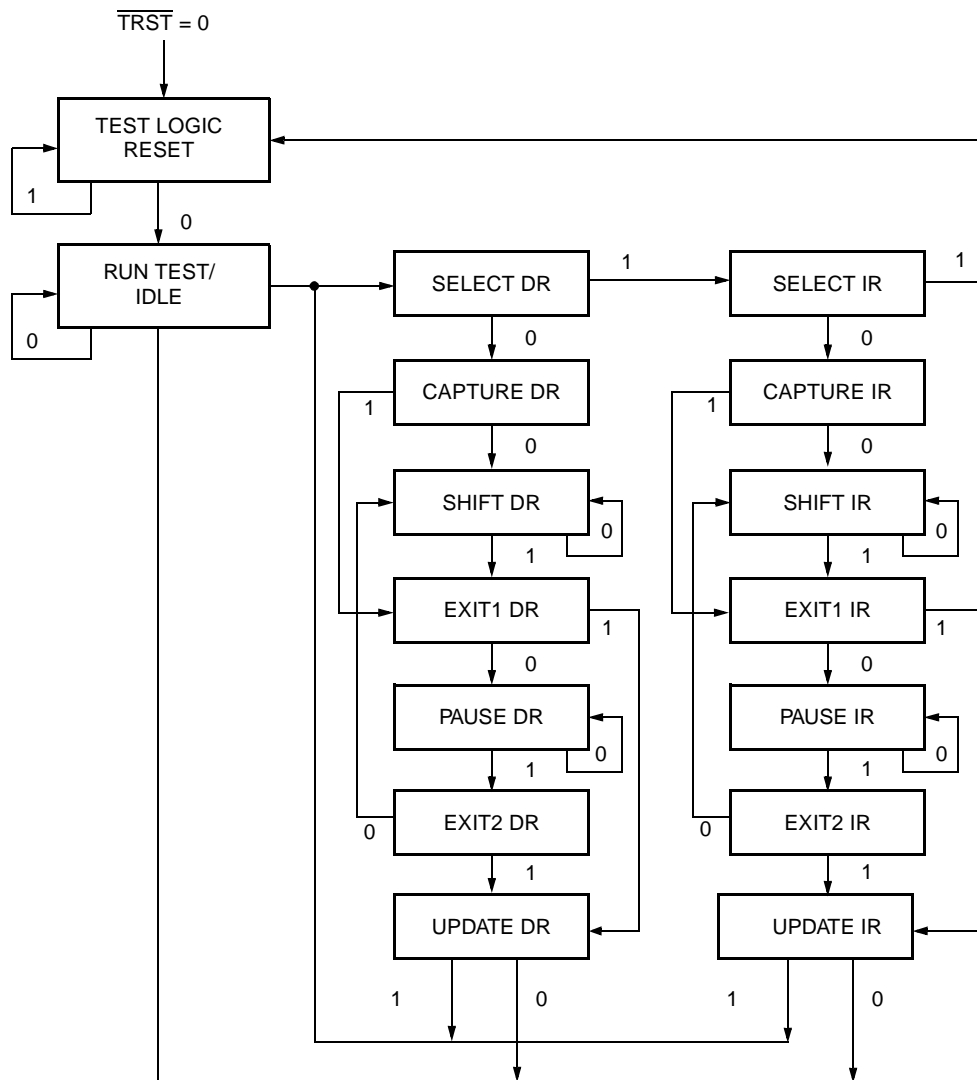 TRST = 0
TEST LOGIC
RESET
1
0
RUN TEST/
IDLE
0
SELECT DR
1
SELECT IR
1
0
0
CAPTURE DR
CAPTURE IR
1
1
0
0
SHIFT DR
SHIFT IR
0
0
1
1
EXIT1 DR
EXIT1 IR
1
1
0
0
PAUSE DR
PAUSE IR
0
0
1
1
EXIT2 DR
EXIT2 IR
0
0
1
1
UPDATE DR
UPDATE IR
1
0
1
0